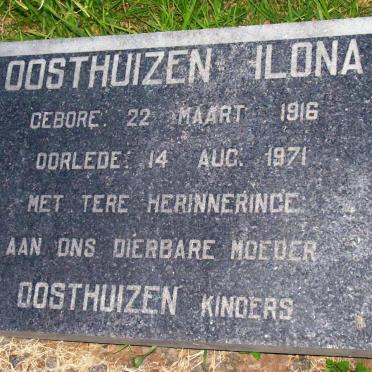 OOSTHUIZEN ILONA
GEBORE: 22 MAART 1916
OORLEDE: 14 AUG. 1971
MET TERE HERINNERINGE
AAN ONS DIERBARE MOEDER
OOSTHUIZEN KINDERS